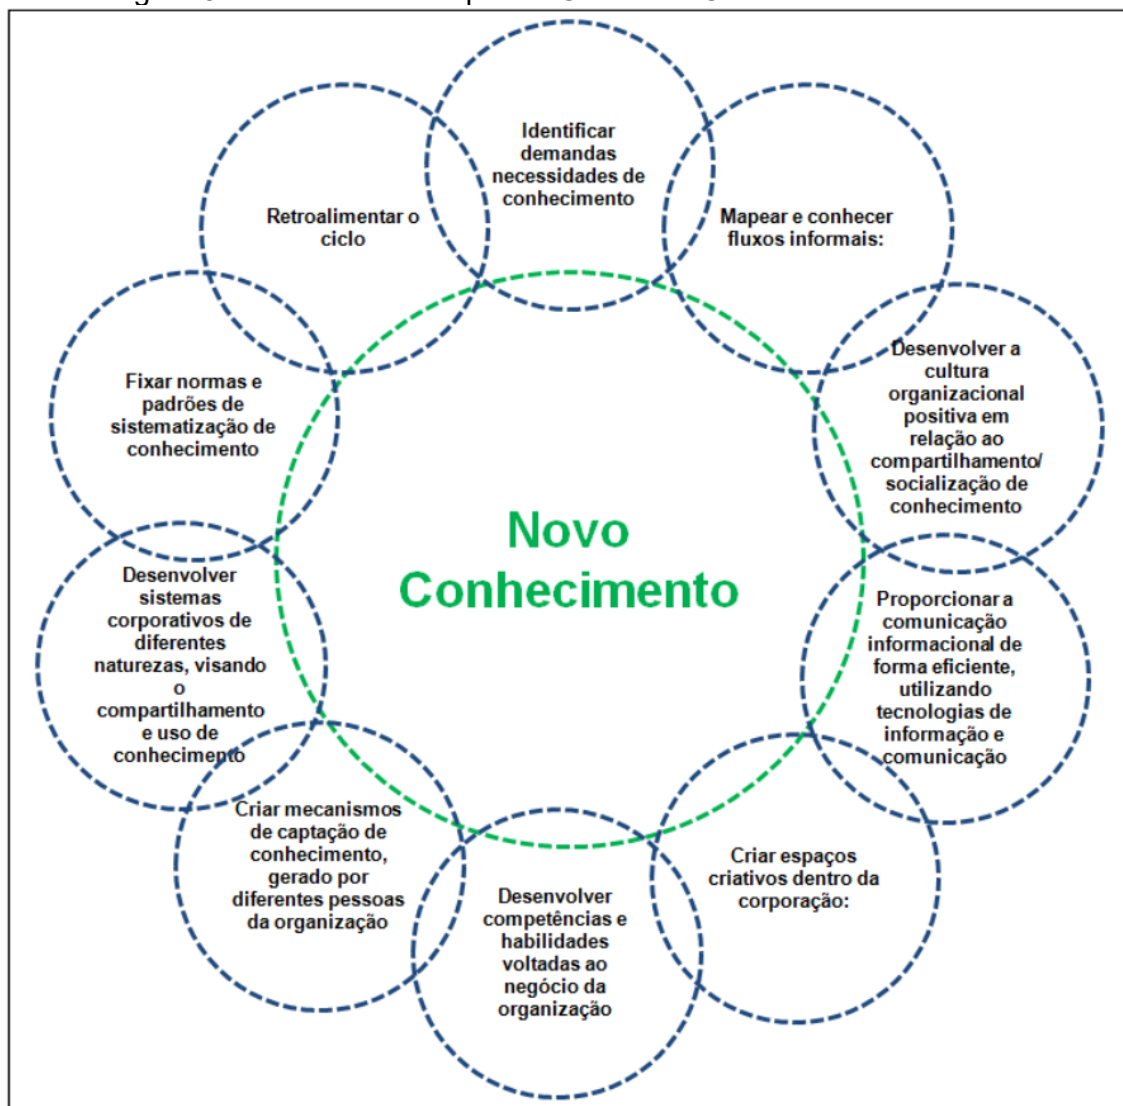 Identificar
demandas
necessidades de
conhecimento
Mapear e conhecer
fluxos informais:
Desenvolver a
cultura
organizacional
positiva em
relação ao
compartilhamento/
socialização de
conhecimento
Proporcionar a
comunicação
informacional de
forma eficiente,
utilizando
tecnologias de
informação e
comunicação
Criar espaços
criativos dentro da
corporação:
Desenvolver
competências e
habilidades
voltadas ao
negócio da
organização
Criar mecanismos
de captação de
conhecimento,
gerado por
diferentes pessoas
da organização
Desenvolver
sistemas
corporativos de
diferentes
naturezas, visando
o
compartilhamento
e uso de
conhecimento
Fixar normas e
padrões de
sistematização de
conhecimento
Retroalimentar o
ciclo
Novo
Conhecimento